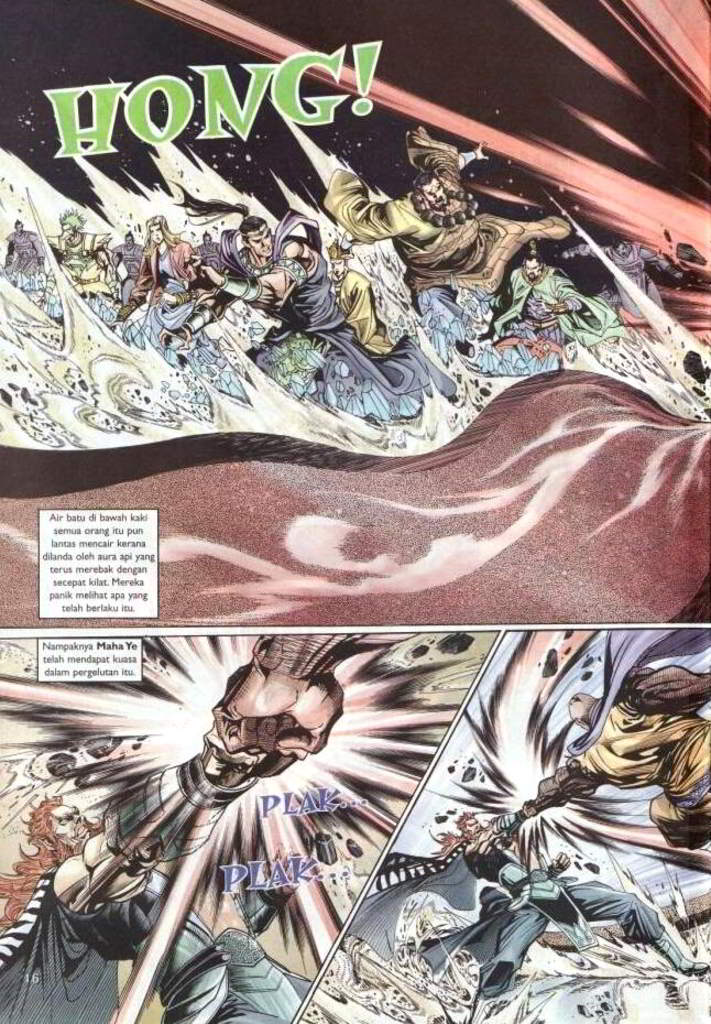 HONG!
Air batu di bawah kaki
semua orang itu pun
lantas mencair kerana
dilanda oleh aura api yang
terus merebak dengan
secepat kilat. Mereka
panik melihat apa yang
telah berlaku itu.
Nampaknya Maha Ye
telah mendapat kuasa
dalam pergelutan itu.
PLAK...
PLAK...
16